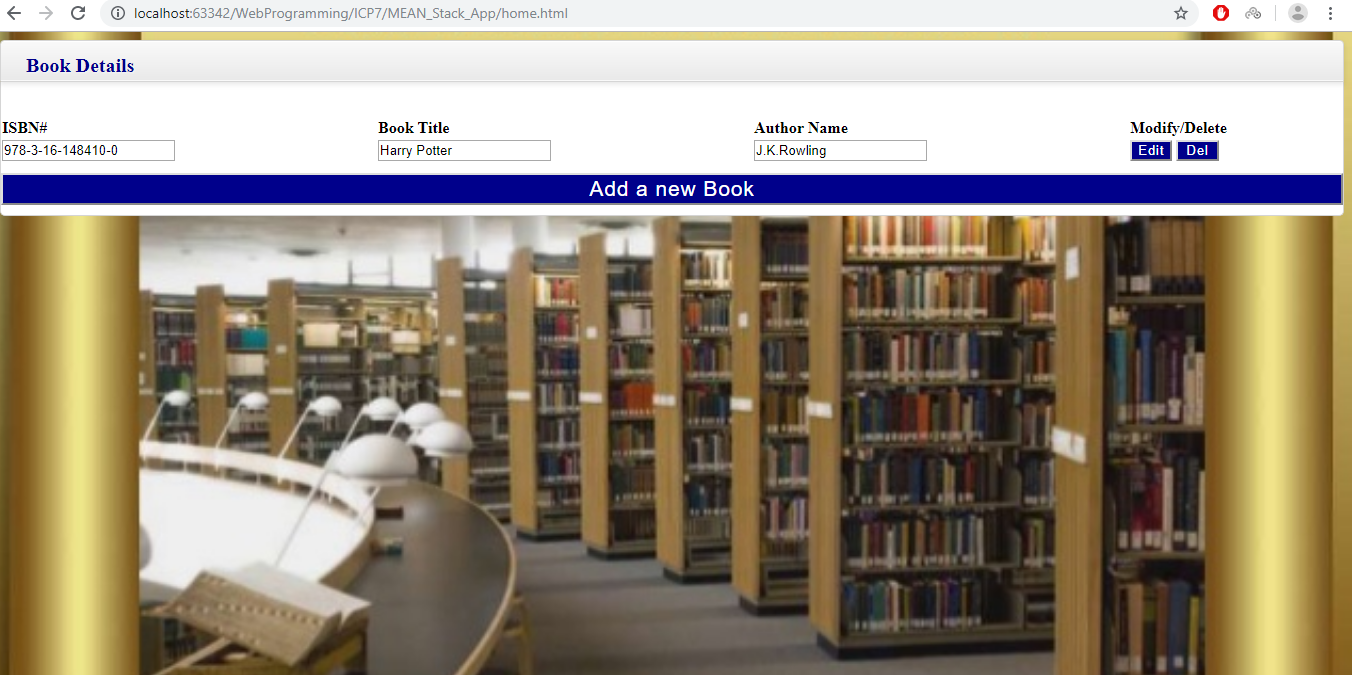 localhost:63342/WebProgramming/ICP7/MEAN_Stack_App/home.html
Book Details
ISBN# Book Title Author Name Modify/Delete
978-3-16-148410-0 Harry Potter J.K.Rowling Edit Del
Add a new Book